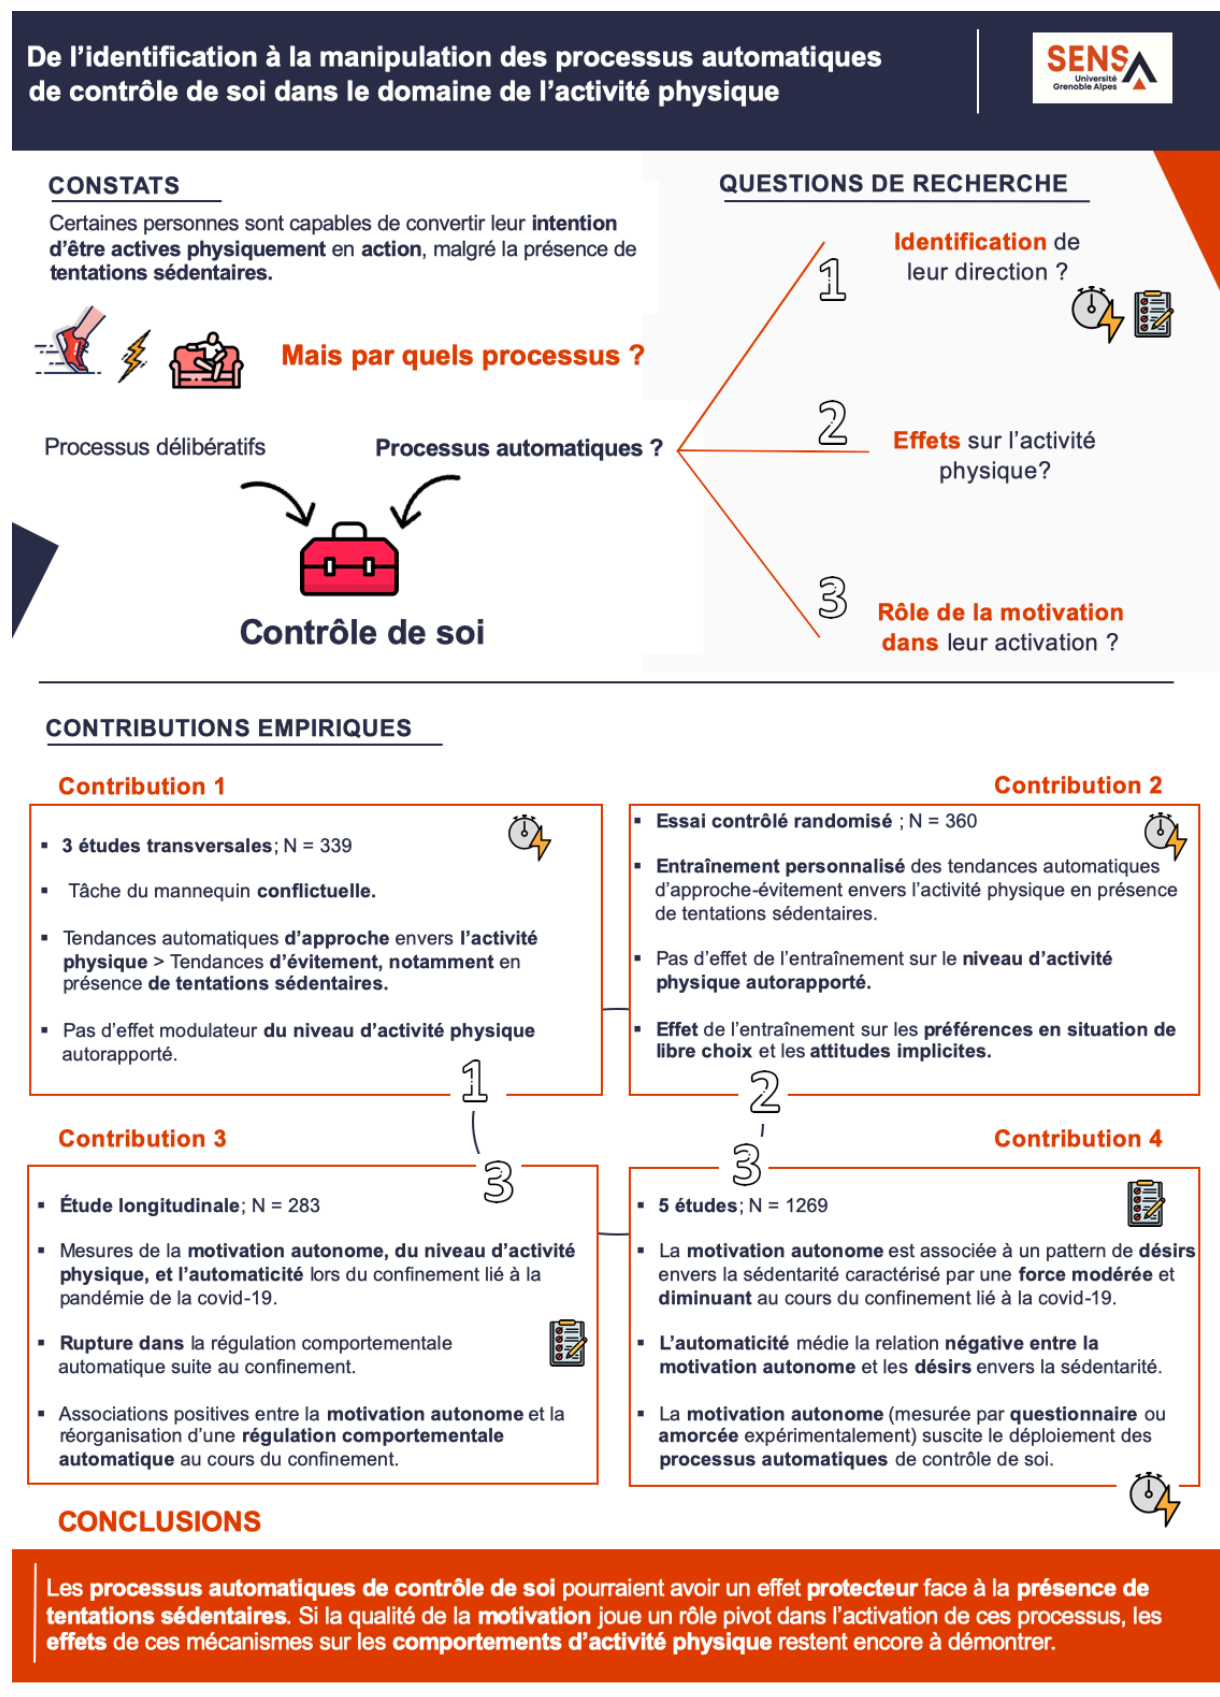 De l’identification à la manipulation des processus automatiques
de contrôle de soi dans le domaine de l’activité physique
SENS
Université
Grenoble Alpes
CONSTATS
Certaines personnes sont capables de convertir leur intention
d’être actives physiquement en action, malgré la présence de
tentations sédentaires.
Mais par quels processus ?
Processus délibératifs
Processus automatiques ?
Contrôle de soi
QUESTIONS DE RECHERCHE
1
Identification de
leur direction ?
2
Effets sur l’activité
physique?
3
Rôle de la motivation
dans leur activation ?
CONTRIBUTIONS EMPIRIQUES
Contribution 1
▪ 3 études transversales; N = 339
▪ Tâche du mannequin conflictuelle.
▪ Tendances automatiques d’approche envers l’activité
physique > Tendances d’évitement, notamment en
présence de tentations sédentaires.
▪ Pas d’effet modulateur du niveau d’activité physique
autorapporté.
1
Contribution 2
▪ Essai contrôlé randomisé ; N = 360
▪ Entraînement personnalisé des tendances automatiques
d’approche-évitement envers l’activité physique en présence
de tentations sédentaires.
▪ Pas d’effet de l’entraînement sur le niveau d’activité
physique autorapporté.
▪ Effet de l’entraînement sur les préférences en situation de
libre choix et les attitudes implicites.
2
Contribution 3
3
▪ Étude longitudinale; N = 283
▪ Mesures de la motivation autonome, du niveau d’activité
physique, et l’automaticité lors du confinement lié à la
pandémie de la covid-19.
▪ Rupture dans la régulation comportementale
automatique suite au confinement.
▪ Associations positives entre la motivation autonome et la
réorganisation d’une régulation comportementale
automatique au cours du confinement.
Contribution 4
3
▪ 5 études; N = 1269
▪ La motivation autonome est associée à un pattern de désirs
envers la sédentarité caractérisé par une force modérée et
diminuant au cours du confinement lié à la covid-19.
▪ L’automaticité médie la relation négative entre la
motivation autonome et les désirs envers la sédentarité.
▪ La motivation autonome (mesurée par questionnaire ou
amorcée expérimentalement) suscite le déploiement des
processus automatiques de contrôle de soi.
CONCLUSIONS
Les processus automatiques de contrôle de soi pourraient avoir un effet protecteur face à la présence de
tentations sédentaires. Si la qualité de la motivation joue un rôle pivot dans l’activation de ces processus, les
effets de ces mécanismes sur les comportements d’activité physique restent encore à démontrer.